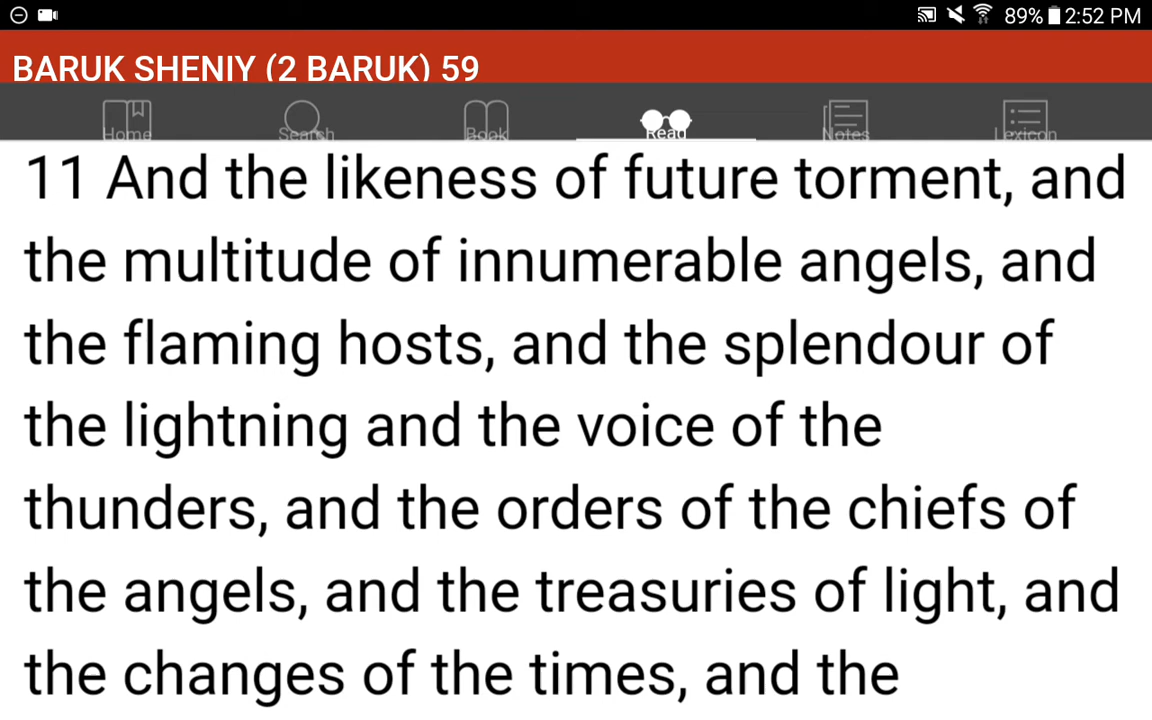 89% 2:52 PM
BARUK SHENIY (2 BARUK) 59
Home Search Book Read Notes Lexicon
11 And the likeness of future torment, and
the multitude of innumerable angels, and
the flaming hosts, and the splendour of
the lightning and the voice of the
thunders, and the orders of the chiefs of
the angels, and the treasuries of light, and
the changes of the times, and the